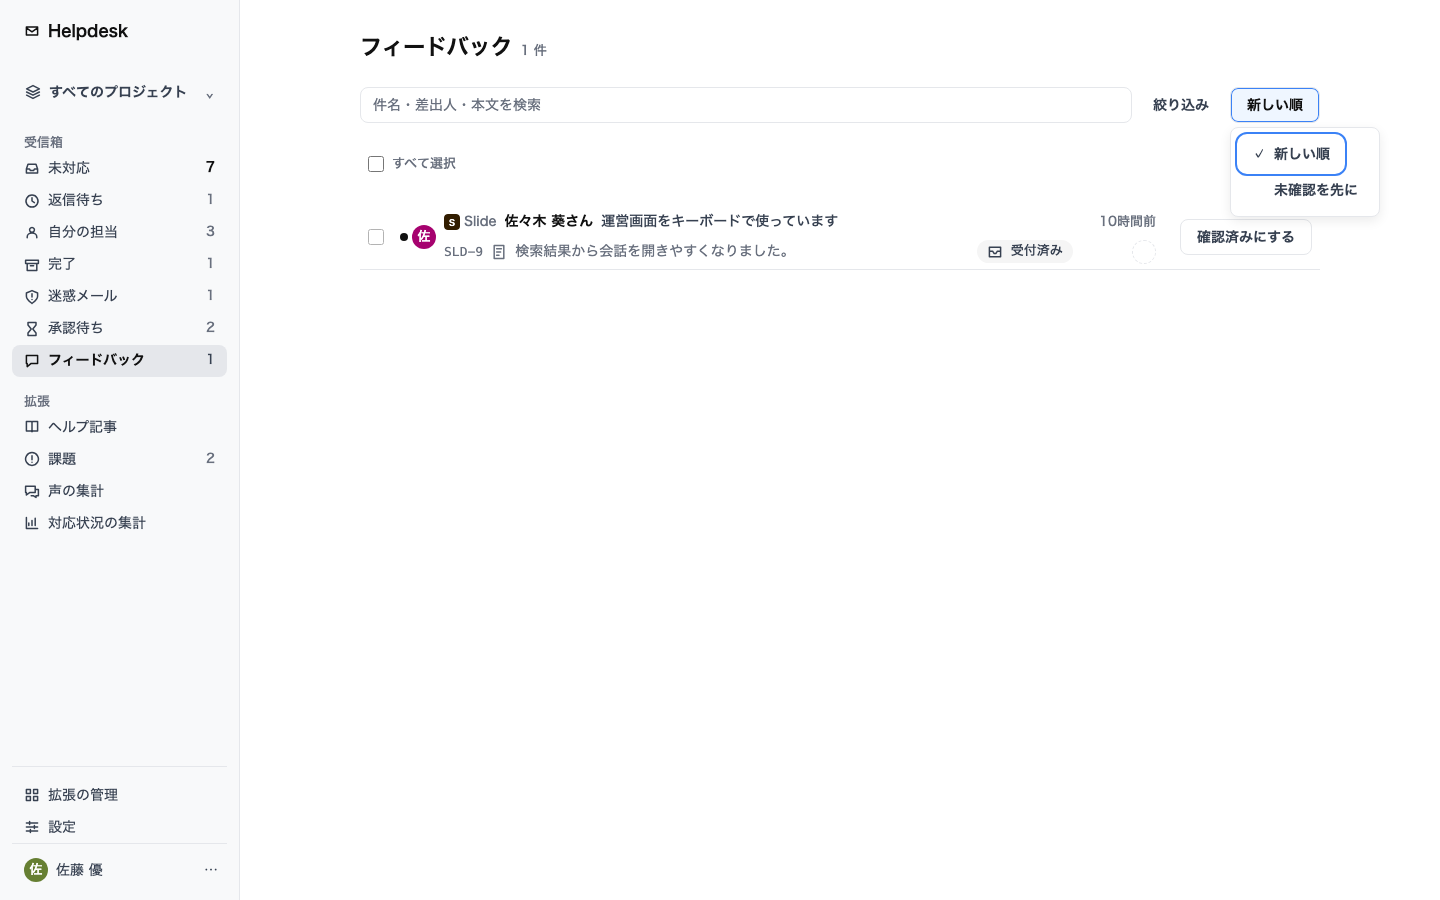 Helpdesk
すべてのプロジェクト
受信箱
未対応 7
返信待ち 1
自分の担当 3
完了 1
迷惑メール 1
承認待ち 2
フィードバック 1
拡張
ヘルプ記事
課題 2
声の集計
対応状況の集計
拡張の管理
設定
佐 佐藤 優 …
フィードバック 1 件
件名・差出人・本文を検索 絞り込み 新しい順
✓ 新しい順
未確認を先に
すべて選択
佐 S Slide 佐々木 葵さん 運営画面をキーボードで使っています 10時間前
SLD-9 検索結果から会話を開きやすくなりました。 受付済み
確認済みにする